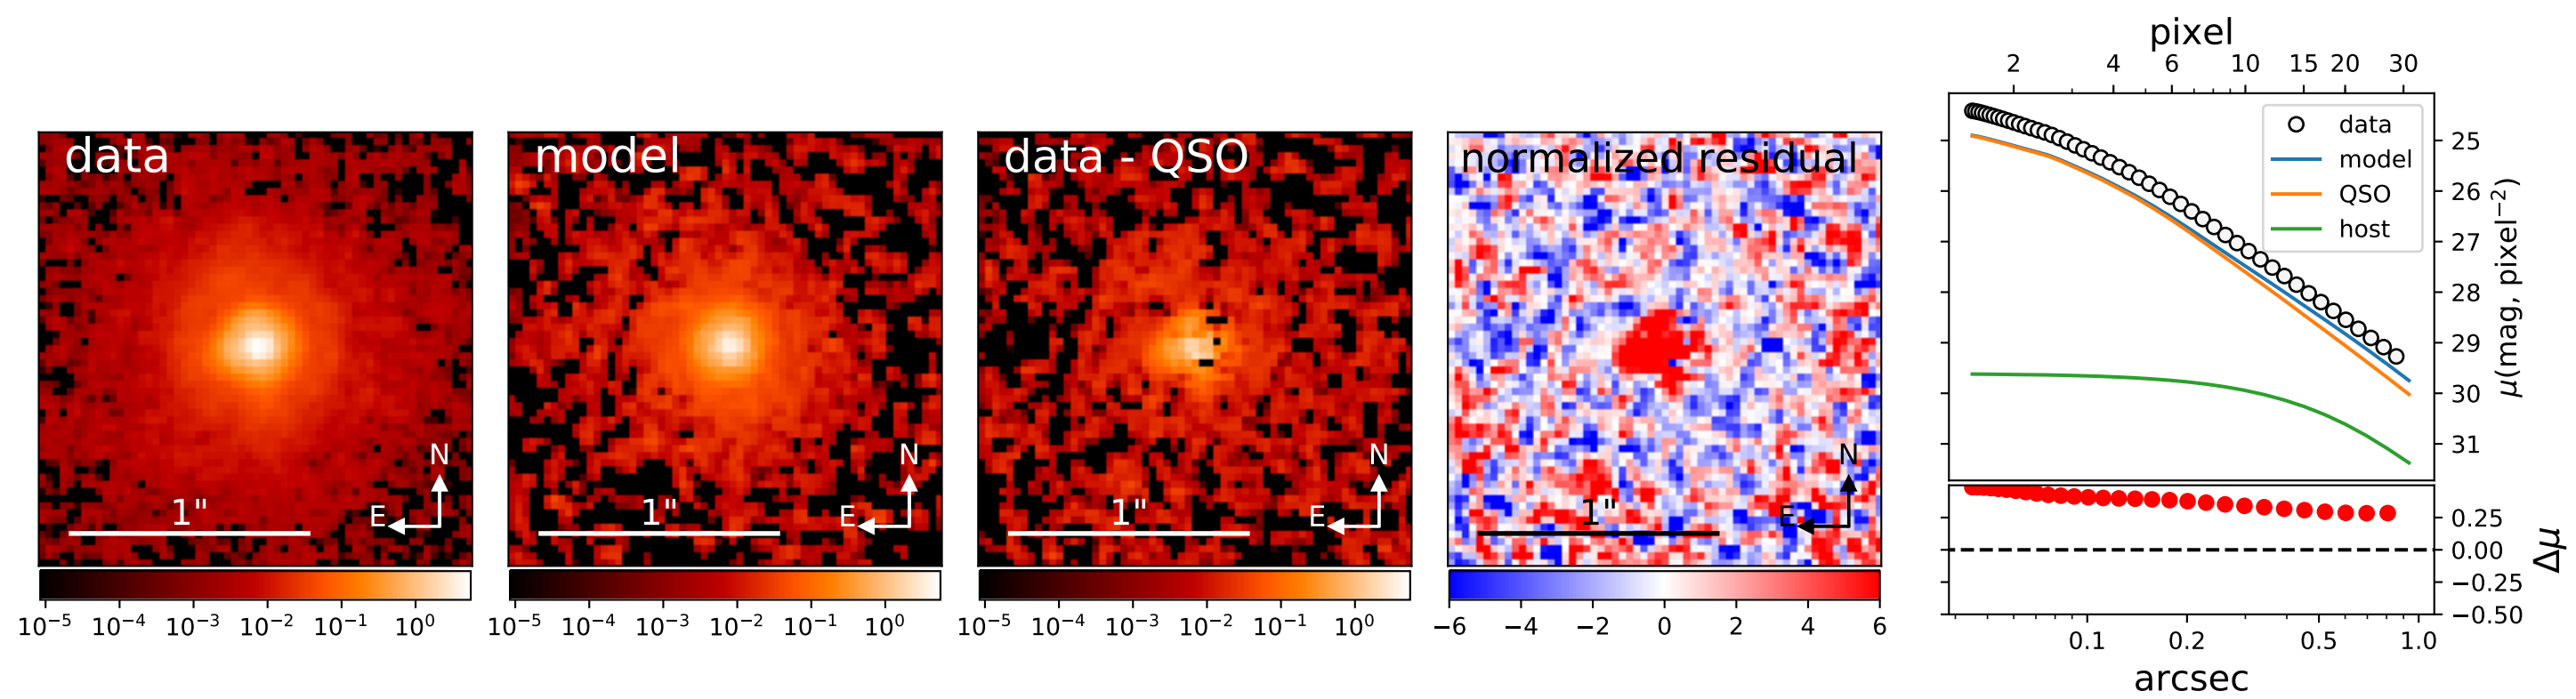 data
N
E
1"
10⁻⁵ 10⁻⁴ 10⁻³ 10⁻² 10⁻¹ 10⁰
model
N
E
1"
10⁻⁵ 10⁻⁴ 10⁻³ 10⁻² 10⁻¹ 10⁰
data - QSO
N
E
1"
10⁻⁵ 10⁻⁴ 10⁻³ 10⁻² 10⁻¹ 10⁰
normalized residual
N
E
1"
−6 −4 −2 0 2 4 6
pixel
2 4 6 10 15 20 30
data
model
QSO
host
25
26
27
28
29
30
31
μ(mag, pixel⁻²)
0.25
0.00
−0.25
−0.50
Δμ
0.1 0.2 0.5 1.0
arcsec